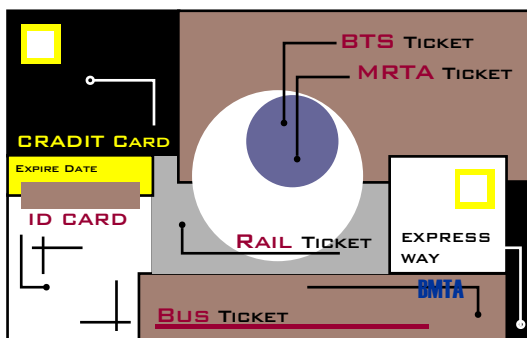 BTS Ticket
MRTA Ticket
CRADIT Card
Expire Date
ID CARD
Rail Ticket
EXPRESS
WAY
BMTA
Bus Ticket